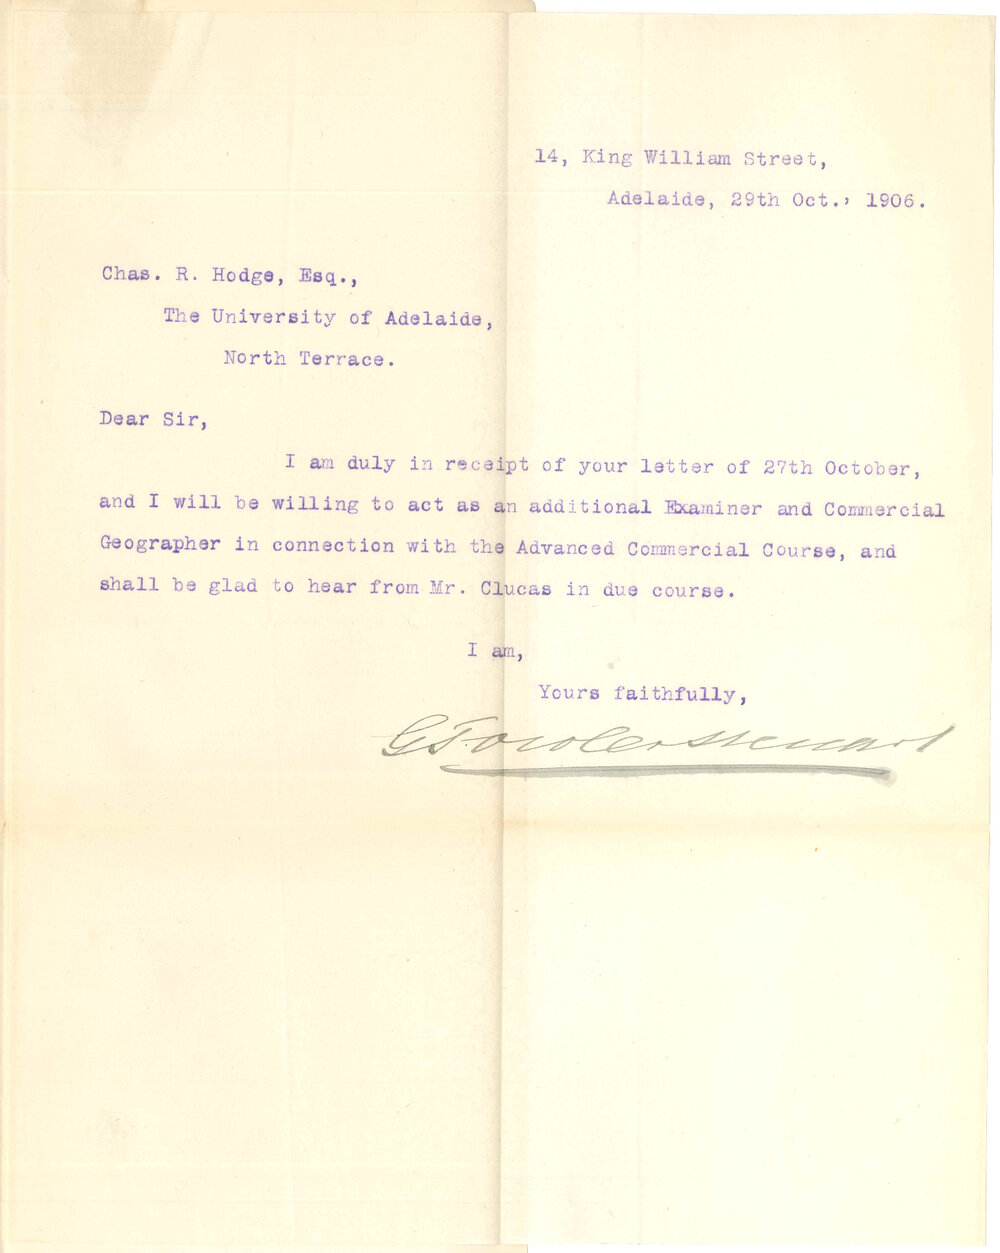 14, King William Street,
Adelaide, 29th Oct., 1906.
Chas. R. Hodge, Esq.,
The University of Adelaide,
North Terrace.
Dear Sir,
I am duly in receipt of your letter of 27th October,
and I will be willing to act as an additional Examiner and Commercial
Geographer in connection with the Advanced Commercial Course, and
shall be glad to hear from Mr. Clucas in due course.
I am,
Yours faithfully,
G Fowler Stewart